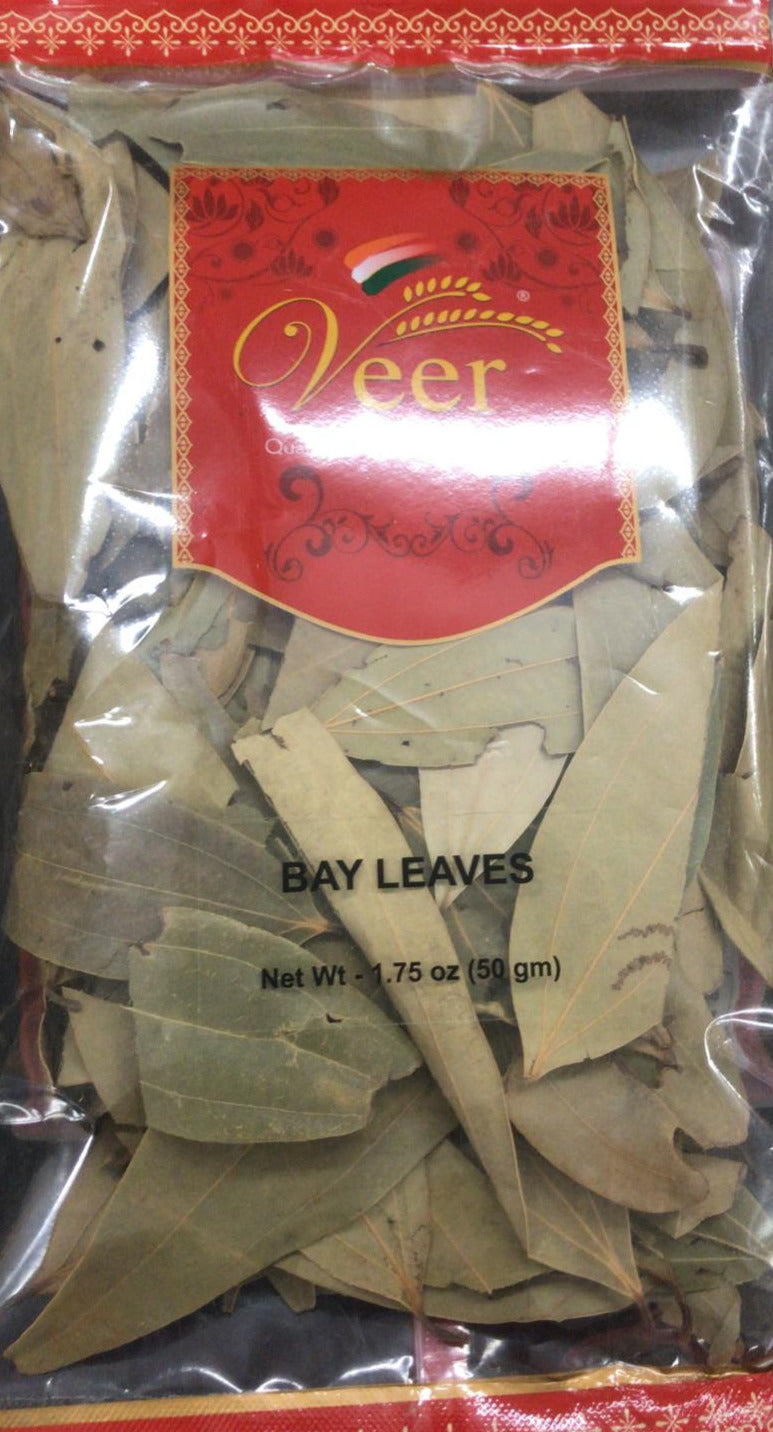 Veer ®
BAY LEAVES
Net Wt - 1.75 oz (50 gm)